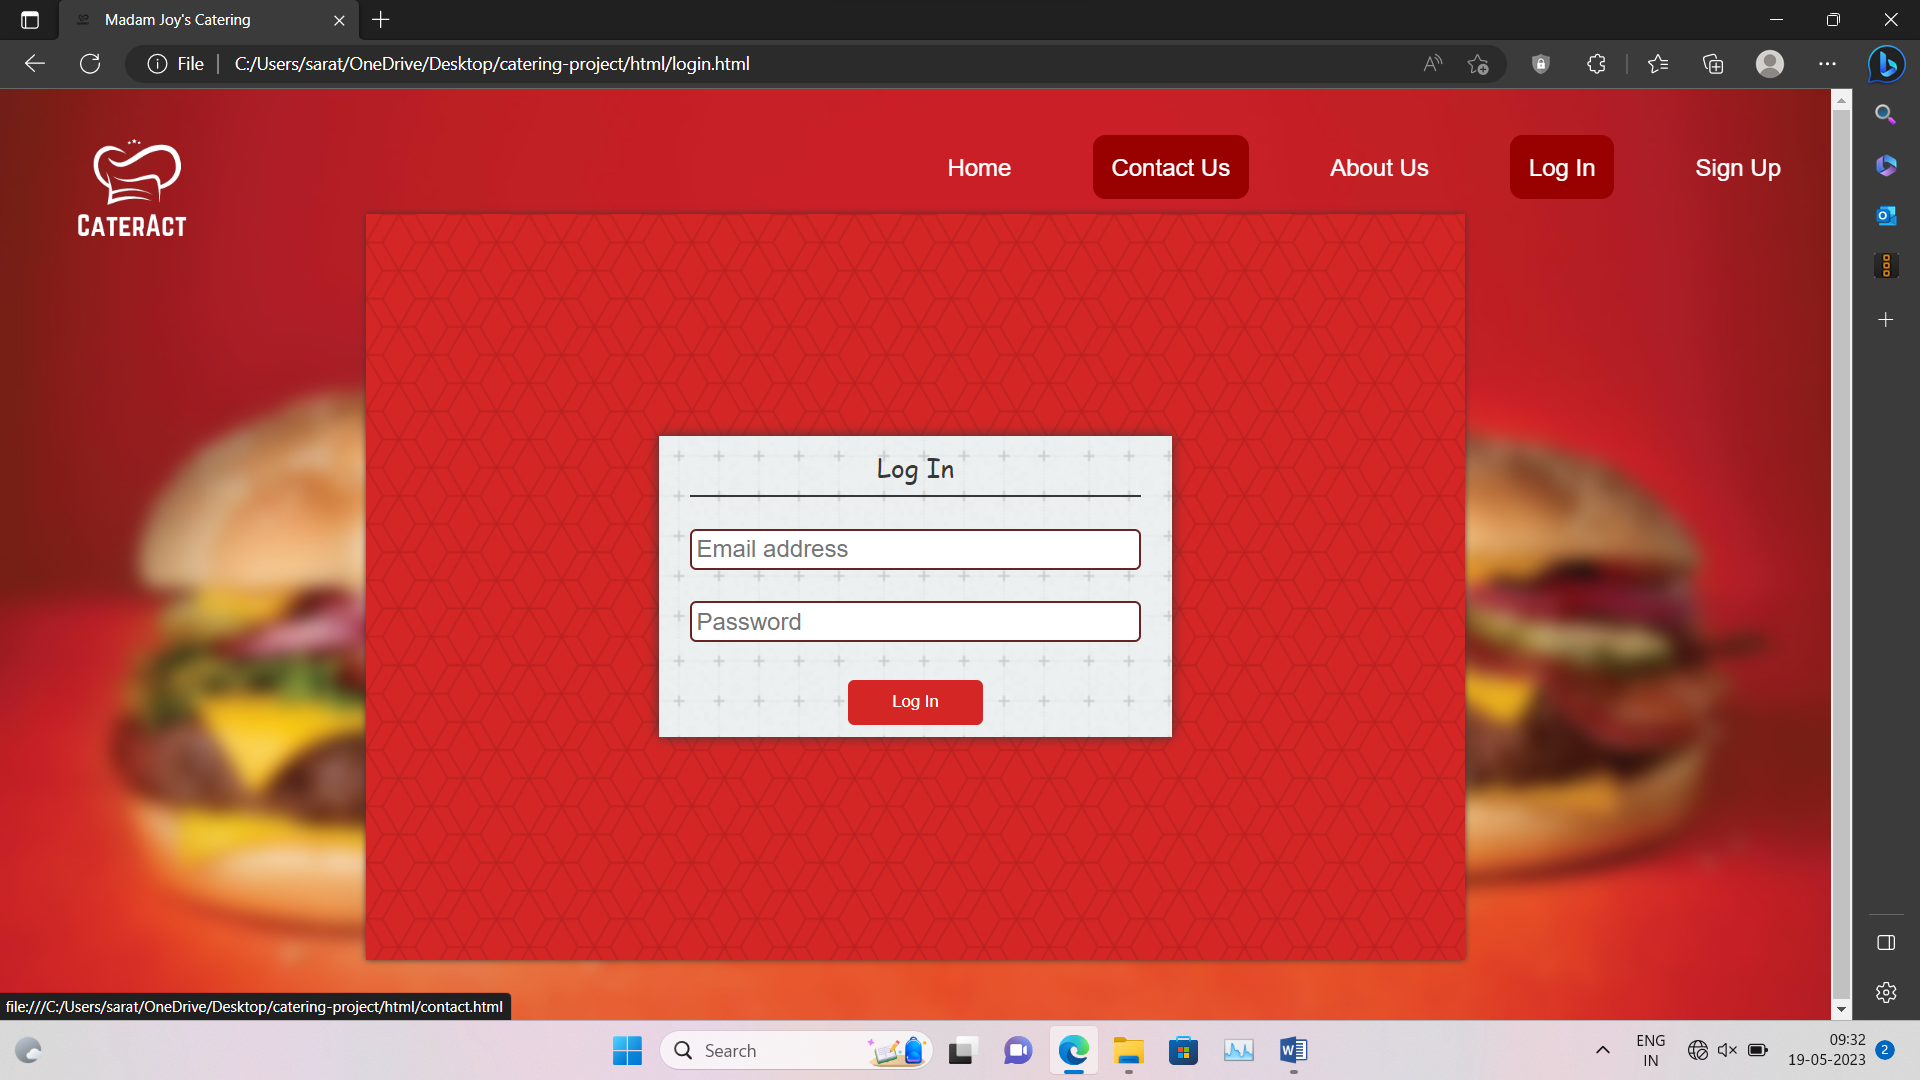 Madam Joy's Catering
File
C:/Users/sarat/OneDrive/Desktop/catering-project/html/login.html
Home
Contact Us
About Us
Log In
Sign Up
CATERACT
Log In
Email address
Password
Log In
file:///C:/Users/sarat/OneDrive/Desktop/catering-project/html/contact.html
Search
ENG
IN
09:32
19-05-2023
2